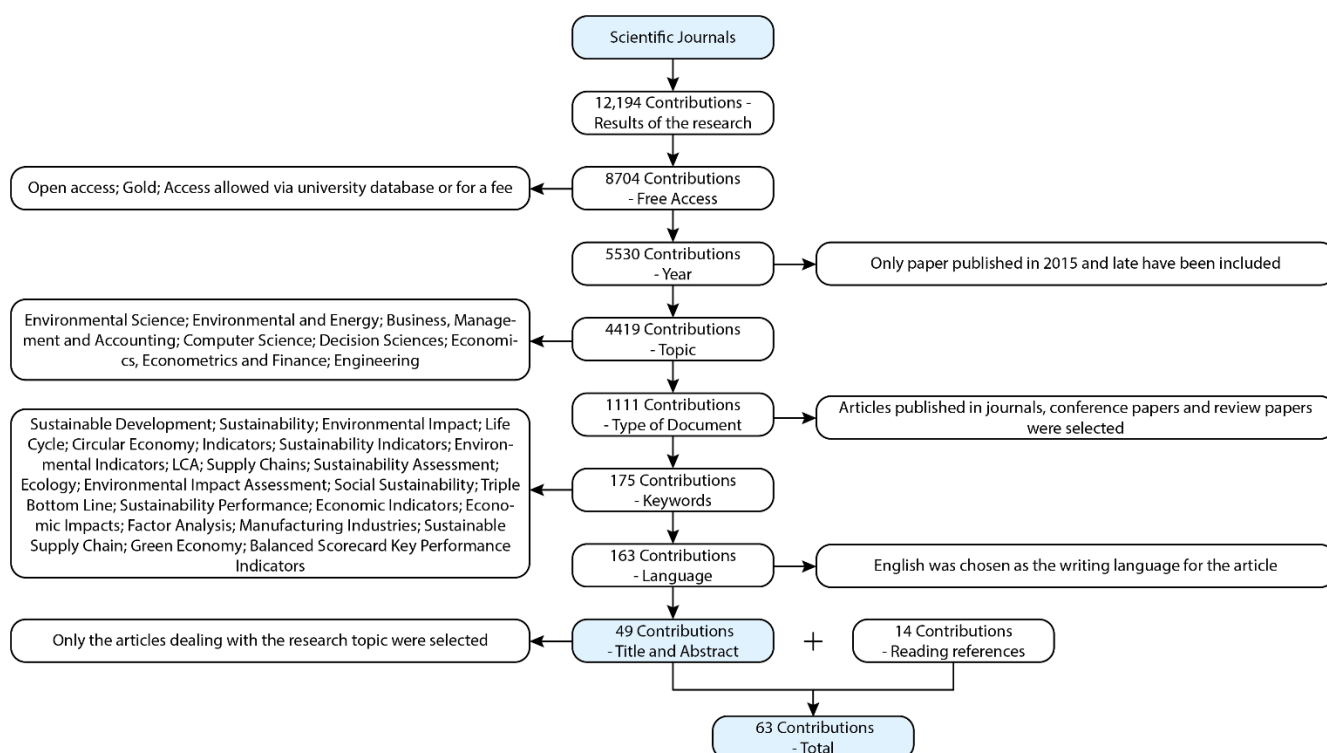 Scientific Journals
12,194 Contributions -
Results of the research
Open access; Gold; Access allowed via university database or for a fee
8704 Contributions
- Free Access
5530 Contributions
- Year
Only paper published in 2015 and late have been included
Environmental Science; Environmental and Energy; Business, Manage-
ment and Accounting; Computer Science; Decision Sciences; Economi-
cs, Econometrics and Finance; Engineering
4419 Contributions
- Topic
1111 Contributions
- Type of Document
Articles published in journals, conference papers and review papers
were selected
Sustainable Development; Sustainability; Environmental Impact; Life
Cycle; Circular Economy; Indicators; Sustainability Indicators; Environ-
mental Indicators; LCA; Supply Chains; Sustainability Assessment;
Ecology; Environmental Impact Assessment; Social Sustainability; Triple
Bottom Line; Sustainability Performance; Economic Indicators; Econo-
mic Impacts; Factor Analysis; Manufacturing Industries; Sustainable
Supply Chain; Green Economy; Balanced Scorecard Key Performance
Indicators
175 Contributions
- Keywords
163 Contributions
- Language
English was chosen as the writing language for the article
Only the articles dealing with the research topic were selected
49 Contributions
- Title and Abstract
+
14 Contributions
- Reading references
63 Contributions
- Total